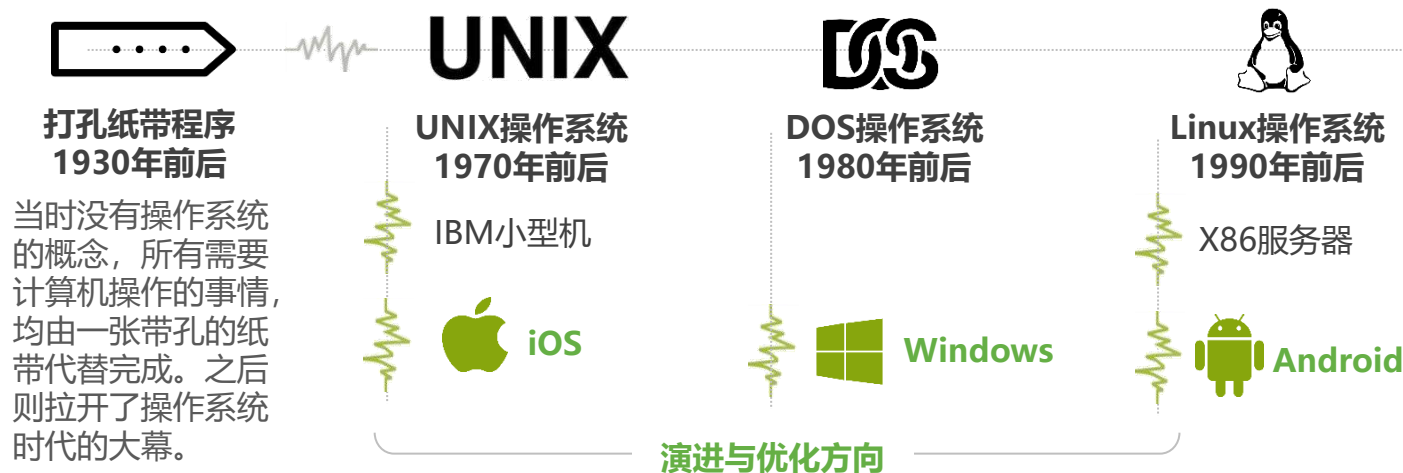 UNIX
DOS
打孔纸带程序
1930年前后
当时没有操作系统
的概念，所有需要
计算机操作的事情，
均由一张带孔的纸
带代替完成。之后
则拉开了操作系统
时代的大幕。
UNIX操作系统
1970年前后
IBM小型机
iOS
DOS操作系统
1980年前后
Windows
Linux操作系统
1990年前后
X86服务器
Android
演进与优化方向